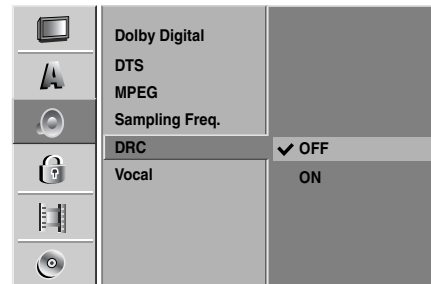 A
Dolby Digital
DTS
MPEG
Sampling Freq.
DRC
✔ OFF
ON
Vocal